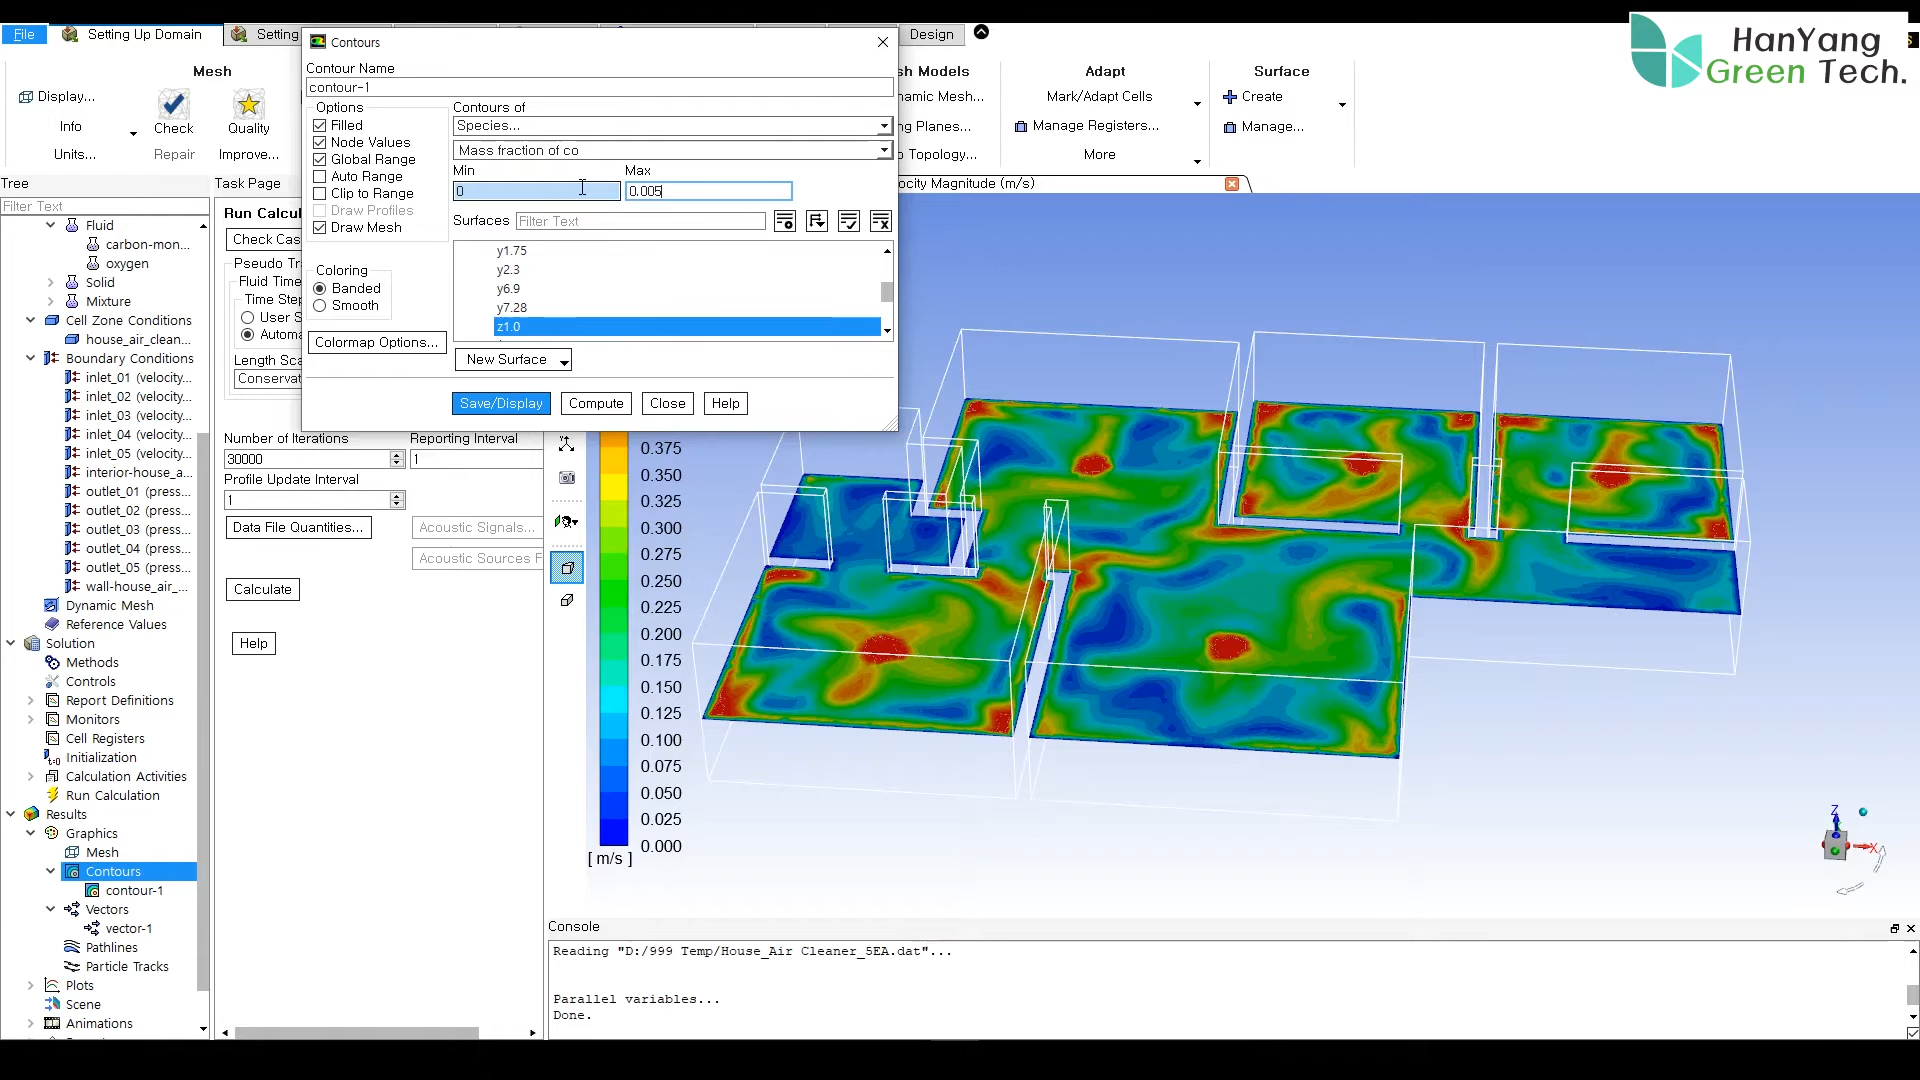 File
Setting Up Domain
Setting
Design
HanYang
Green Tech.
Mesh
Display...
Info
Units...
Check
Repair
Quality
Improve...
sh Models
namic Mesh...
ng Planes...
o Topology...
Adapt
Mark/Adapt Cells
Manage Registers...
More
Surface
Create
Manage...
Contours
Contour Name
contour-1
Options
Filled
Node Values
Global Range
Auto Range
Clip to Range
Draw Profiles
Draw Mesh
Coloring
Banded
Smooth
Colormap Options...
Contours of
Species...
Mass fraction of co
Min
Max
0
0.005
Surfaces
Filter Text
y1.75
y2.3
y6.9
y7.28
z1.0
New Surface
Save/Display
Compute
Close
Help
Tree
Filter Text
Fluid
carbon-mon...
oxygen
Solid
Mixture
Cell Zone Conditions
house_air_clean...
Boundary Conditions
inlet_01 (velocity...
inlet_02 (velocity...
inlet_03 (velocity...
inlet_04 (velocity...
inlet_05 (velocity...
interior-house_a...
outlet_01 (press...
outlet_02 (press...
outlet_03 (press...
outlet_04 (press...
outlet_05 (press...
wall-house_air_...
Dynamic Mesh
Reference Values
Solution
Methods
Controls
Report Definitions
Monitors
Cell Registers
Initialization
Calculation Activities
Run Calculation
Results
Graphics
Mesh
Contours
contour-1
Vectors
vector-1
Pathlines
Particle Tracks
Plots
Scene
Animations
Task Page
Run Calcul
Check Cas
Pseudo Tra
Fluid Time
Time Step
User S
Automa
Length Sca
Conservat
Number of Iterations
Reporting Interval
30000
1
Profile Update Interval
1
Data File Quantities...
Acoustic Signals...
Acoustic Sources F
Calculate
Help
ocity Magnitude (m/s)
0.375
0.350
0.325
0.300
0.275
0.250
0.225
0.200
0.175
0.150
0.125
0.100
0.075
0.050
0.025
0.000
[ m/s ]
Z
X
Console
Reading "D:/999 Temp/House_Air Cleaner_5EA.dat"...
Parallel variables...
Done.